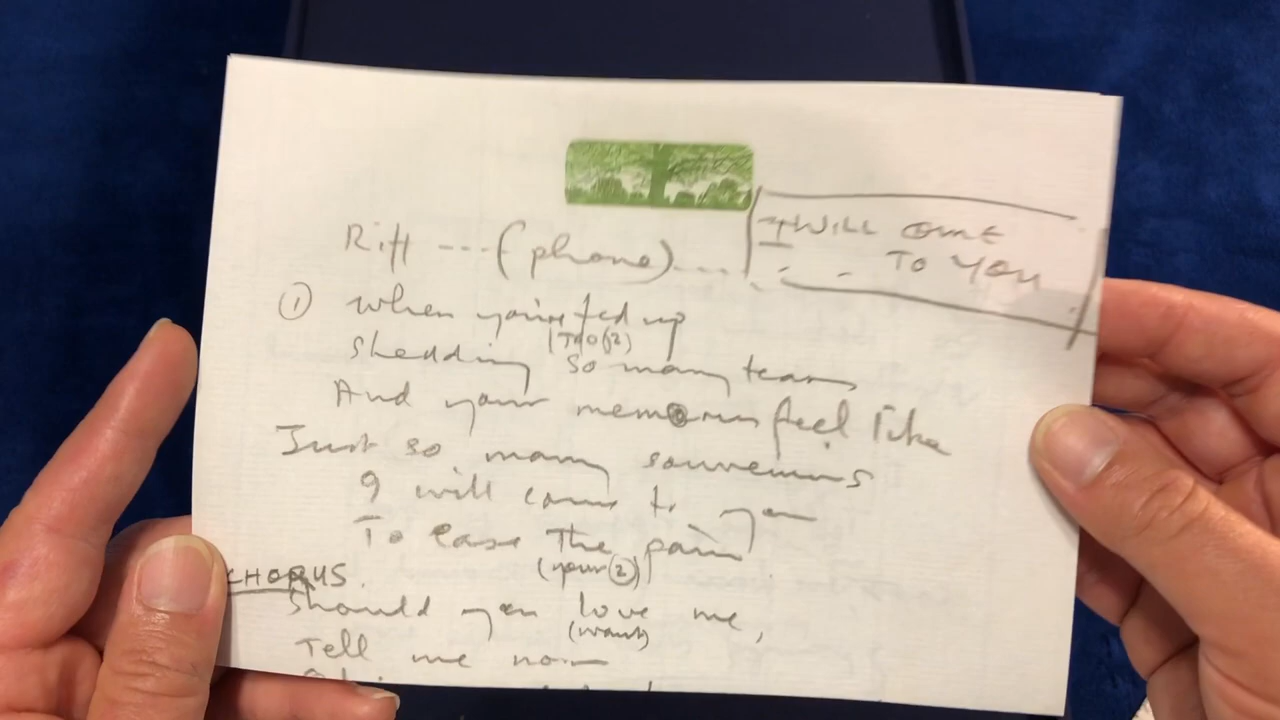 I WILL COME
TO YOU
Riff ---(phone)....
① When you're fed up
(TOO(2)
Shedding so many tears
And your memories feel like
Just so many souvenirs
I will come to you
To ease the pain
(your ②)
CHORUS.
Should you love me,
(want)
Tell me now